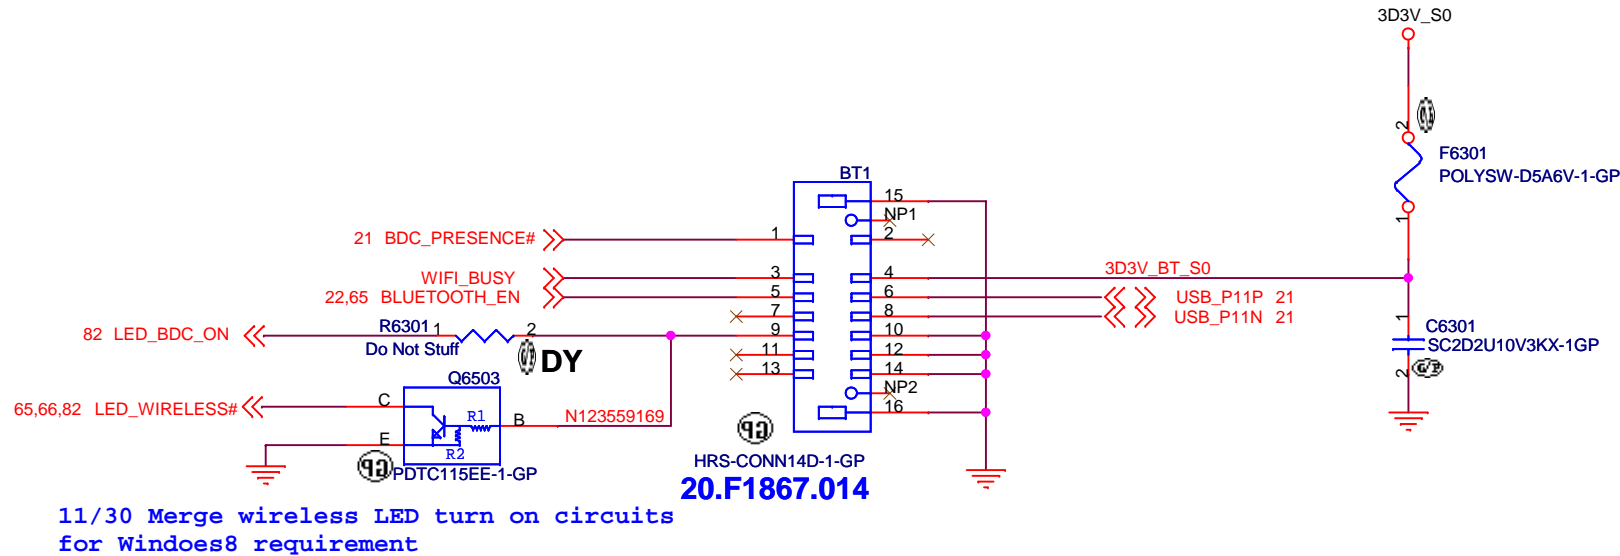 3D3V_S0
2
F6301
POLYSW-D5A6V-1-GP
1
BT1
15
NP1
21 BDC_PRESENCE#
1
2
WIFI_BUSY
3
4
3D3V_BT_S0
22,65 BLUETOOTH_EN
5
6
USB_P11P 21
7
8
USB_P11N 21
82 LED_BDC_ON
R6301
1
2
Do Not Stuff
DY
9
10
11
12
13
14
NP2
16
1
C6301
SC2D2U10V3KX-1GP
2
Q6503
65,66,82 LED_WIRELESS#
C
R1
B
N123559169
E
R2
GP
PDTC115EE-1-GP
GP
HRS-CONN14D-1-GP
20.F1867.014
11/30 Merge wireless LED turn on circuits
for Windoes8 requirement